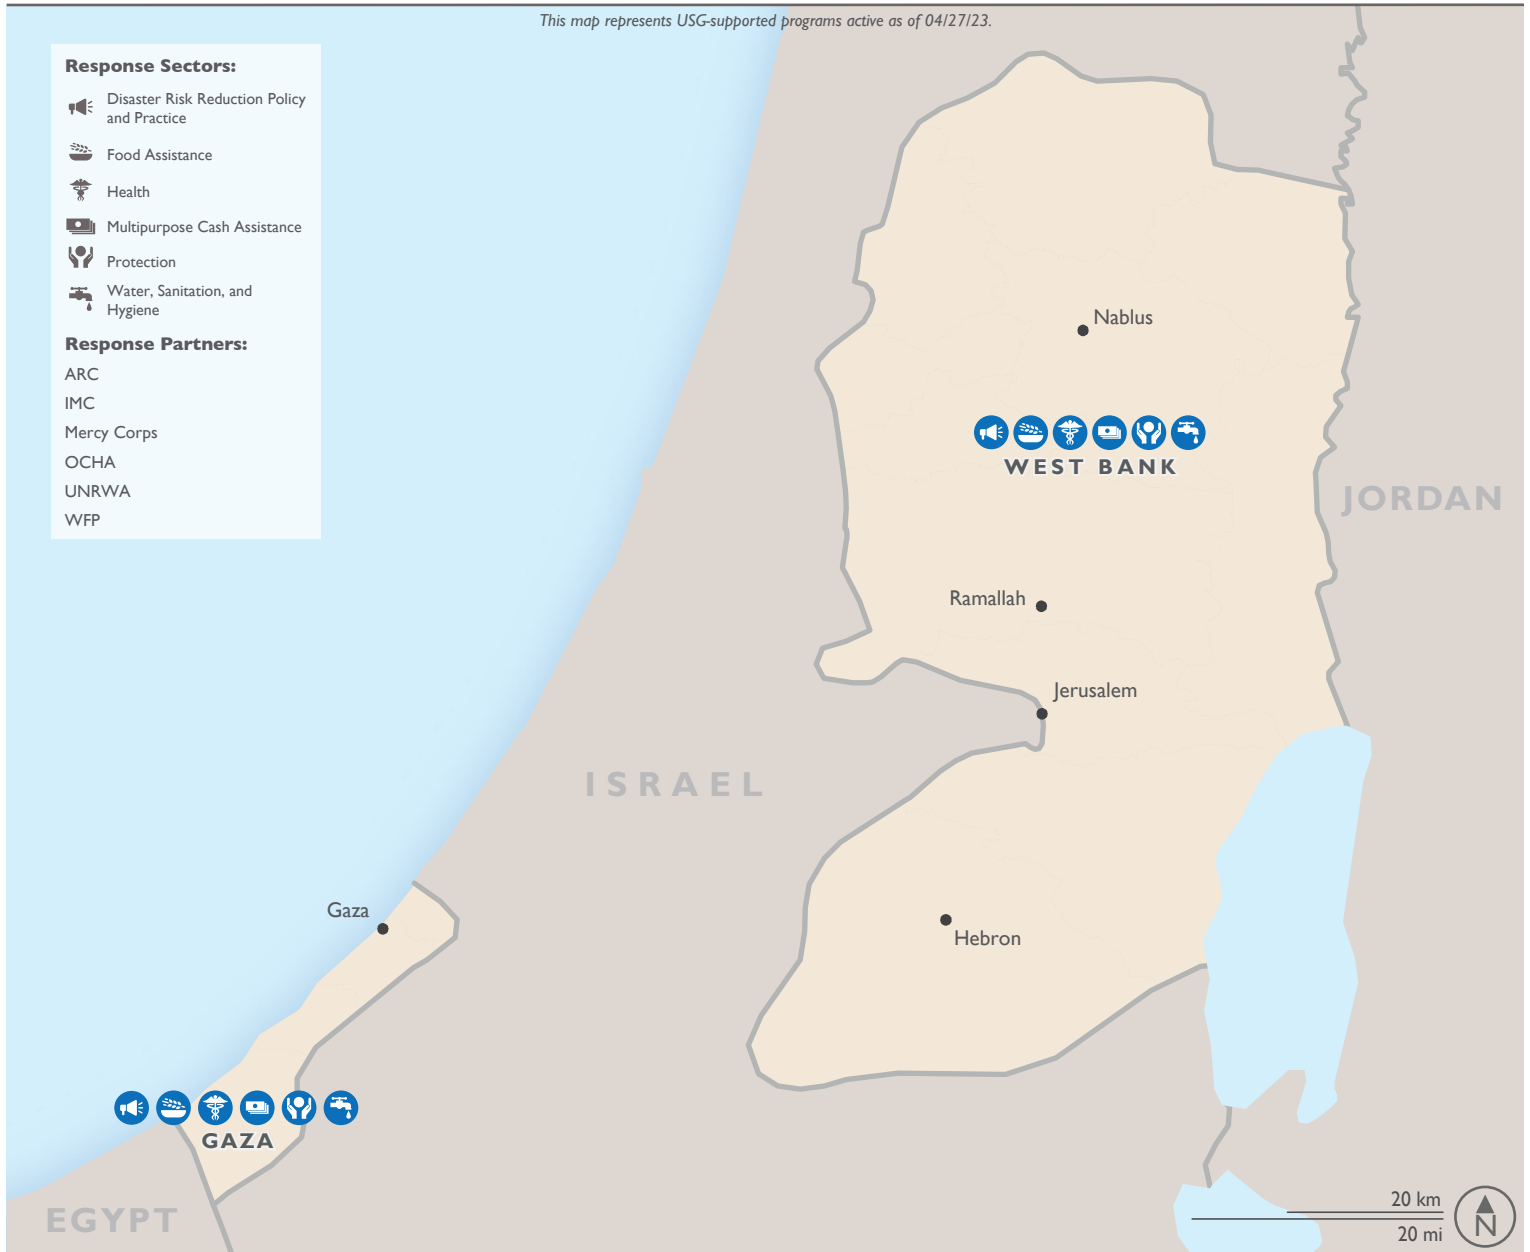 This map represents USG-supported programs active as of 04/27/23.
Response Sectors:
Disaster Risk Reduction Policy
and Practice
Food Assistance
Health
Multipurpose Cash Assistance
Protection
Water, Sanitation, and
Hygiene
Response Partners:
ARC
IMC
Mercy Corps
OCHA
UNRWA
WFP
Nablus
WEST BANK
JORDAN
Ramallah
Jerusalem
ISRAEL
Gaza
Hebron
GAZA
EGYPT
20 km
20 mi
N